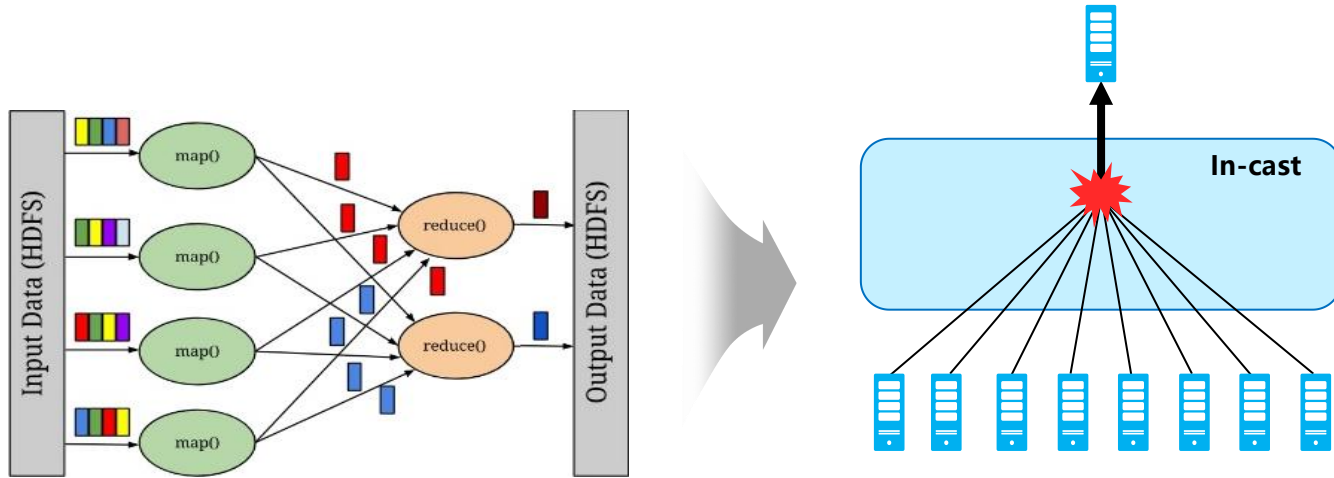 Input Data (HDFS)
map()
map()
map()
map()
reduce()
reduce()
Output Data (HDFS)
In-cast